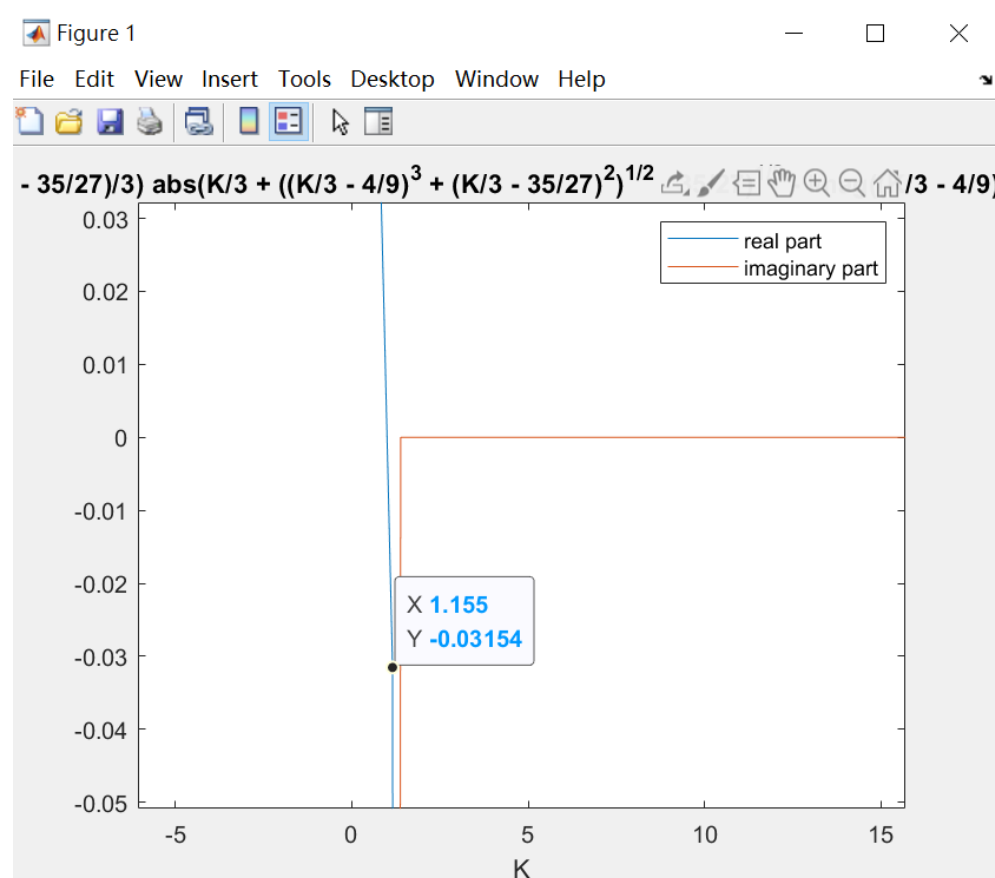 Figure 1
File Edit View Insert Tools Desktop Window Help
- 35/27)/3) abs(K/3 + ((K/3 - 4/9)^3 + (K/3 - 35/27)^2)^1/2 /3 - 4/9)
0.03
real part
imaginary part
0.02
0.01
0
-0.01
-0.02
X 1.155
Y -0.03154
-0.03
-0.04
-0.05
-5 0 5 10 15
K